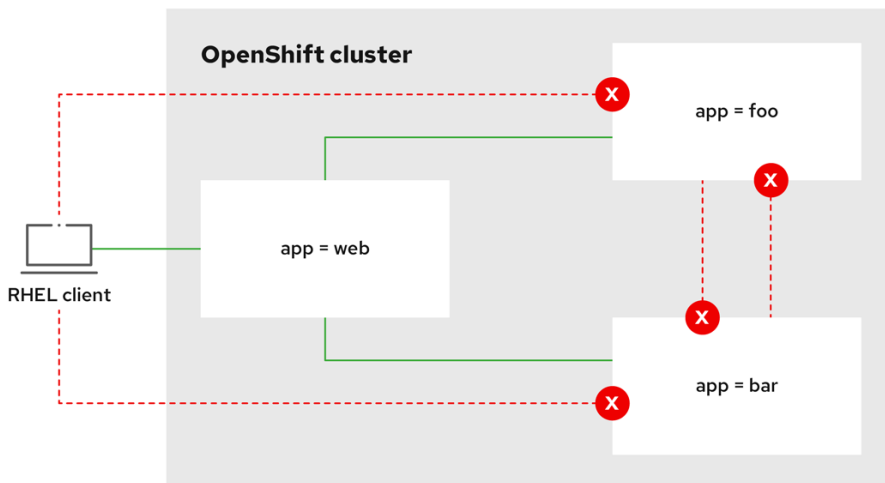 OpenShift cluster
X
app = foo
X
app = web
RHEL client
X
app = bar
X